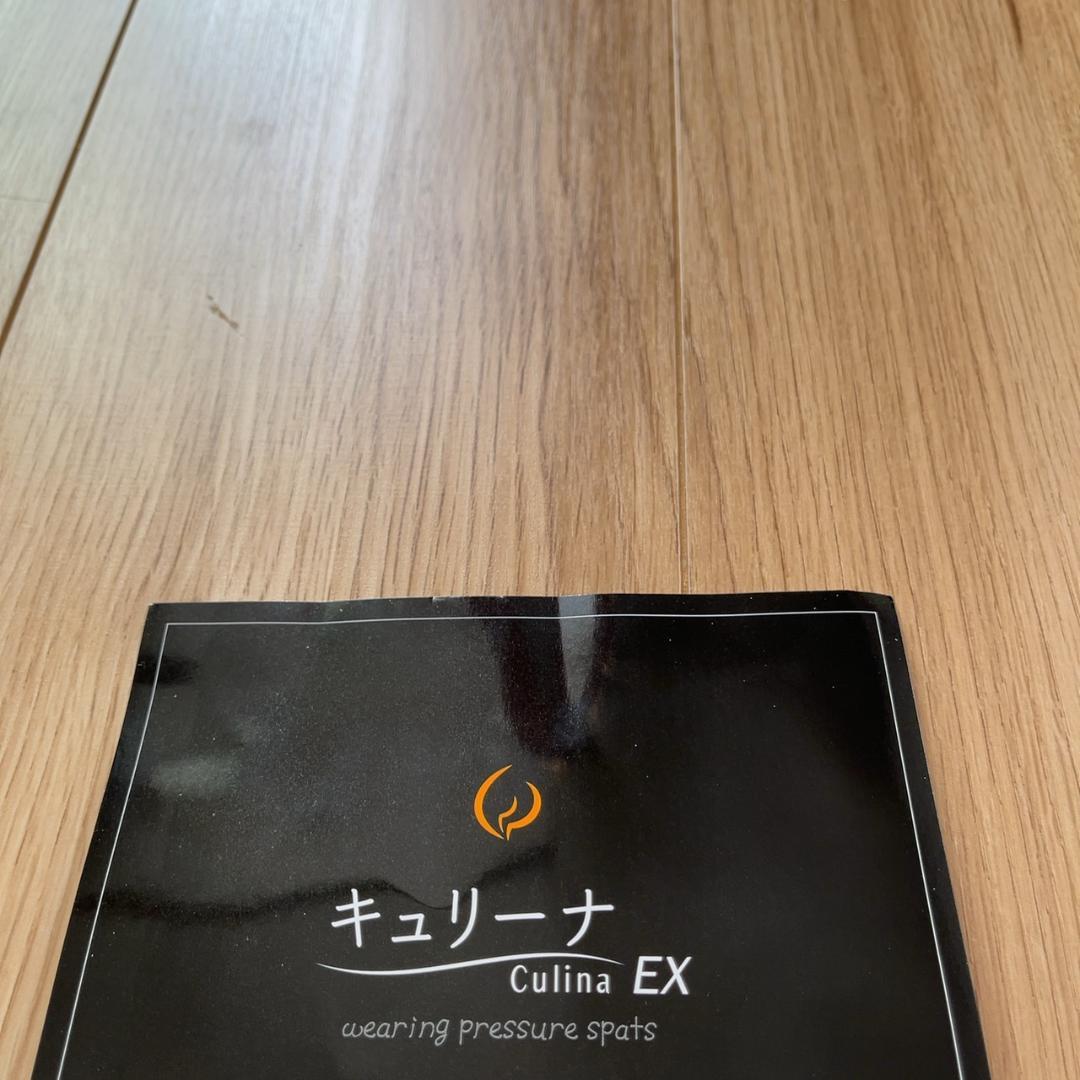 キュリーナ
Culina EX
wearing pressure spats